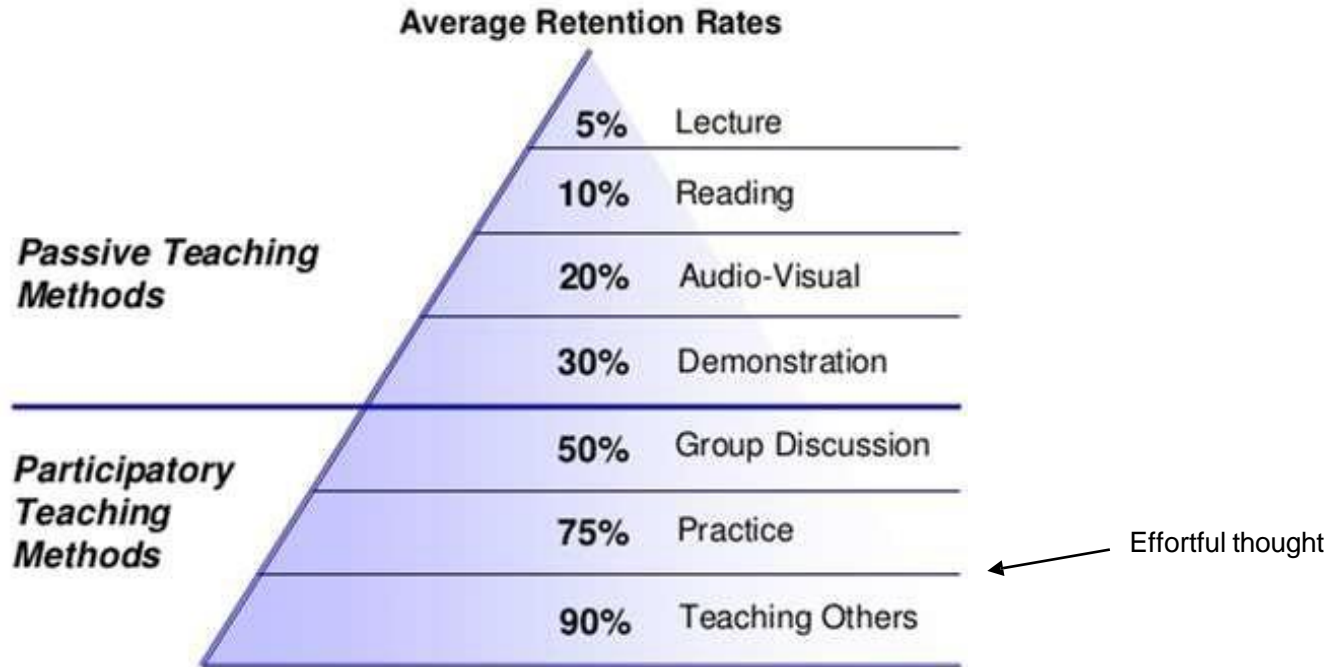 Average Retention Rates
5% Lecture
10% Reading
Passive Teaching
Methods
20% Audio-Visual
30% Demonstration
50% Group Discussion
Participatory
Teaching
Methods
75% Practice
Effortful thought
90% Teaching Others